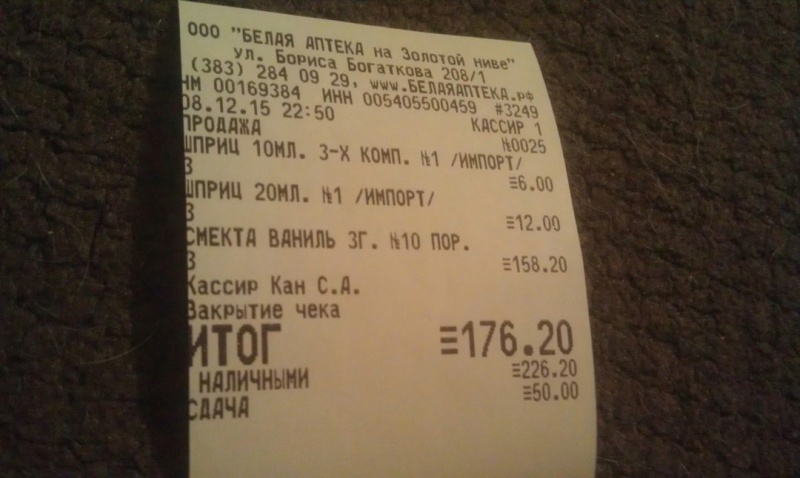 ООО "БЕЛАЯ АПТЕКА на Золотой ниве"
ул. Бориса Богаткова 208/1
(383) 284 09 29, www.БЕЛАЯАПТЕКА.рф
НМ 00169384 ИНН 005405500459 #3249
08.12.15 22:50 КАССИР 1
ПРОДАЖА №0025
ШПРИЦ 10МЛ. 3-Х КОМП. №1 /ИМПОРТ/
3 ≡6.00
ШПРИЦ 20МЛ. №1 /ИМПОРТ/
3 ≡12.00
СМЕКТА ВАНИЛЬ 3Г. №10 ПОР.
3 ≡158.20
Кассир Кан С.А.
Закрытие чека
ИТОГ ≡176.20
НАЛИЧНЫМИ ≡226.20
СДАЧА ≡50.00